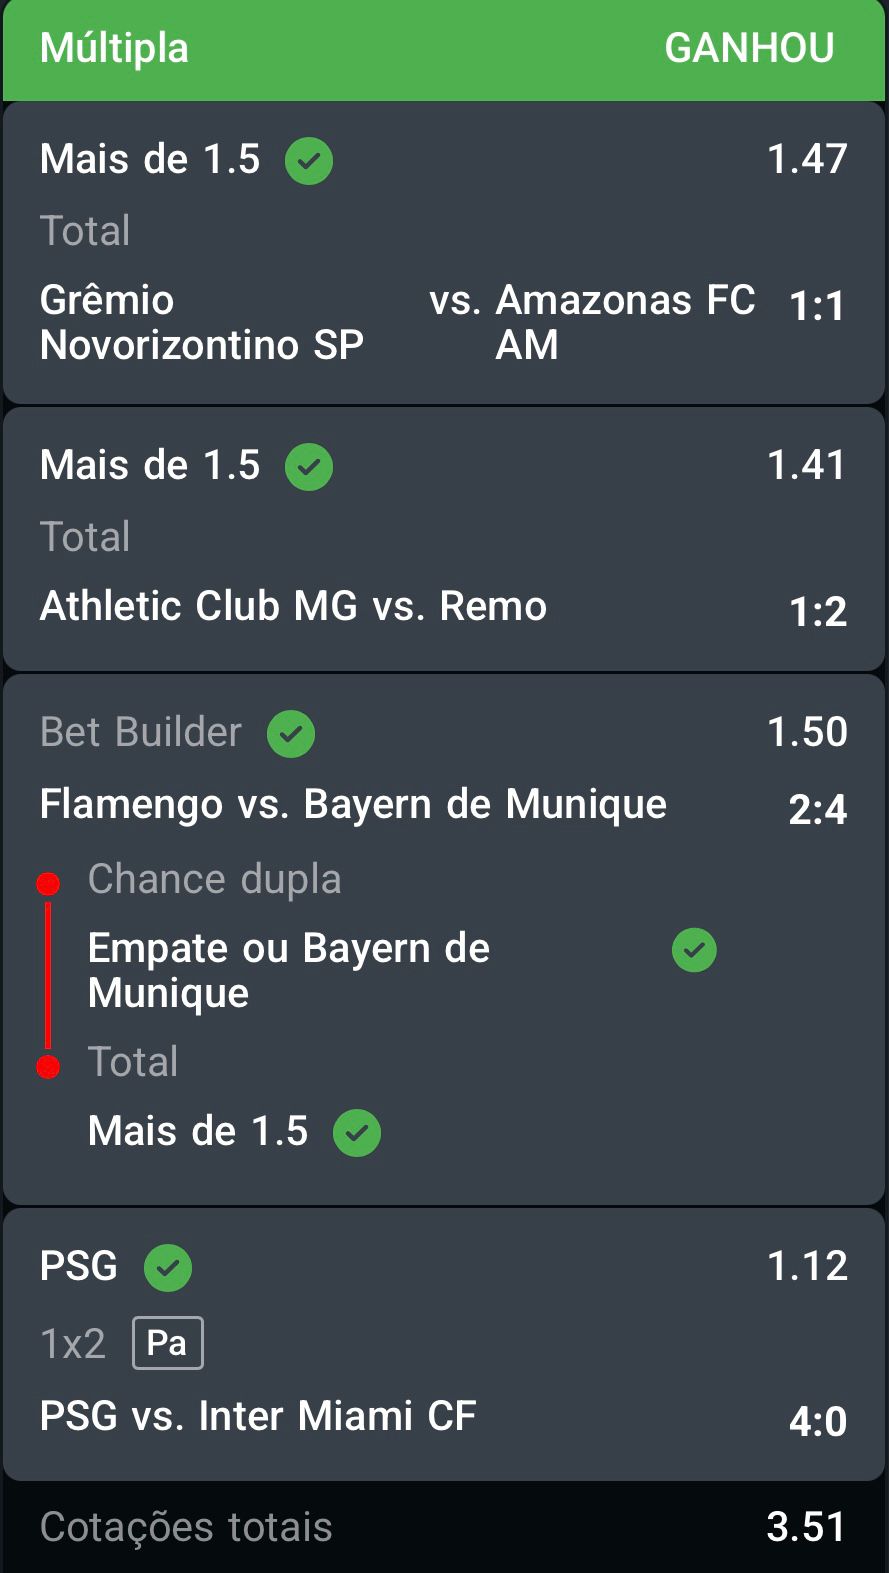 Múltipla GANHOU
Mais de 1.5 1.47
Total
Grêmio vs. Amazonas FC 1:1
Novorizontino SP AM
Mais de 1.5 1.41
Total
Athletic Club MG vs. Remo 1:2
Bet Builder 1.50
Flamengo vs. Bayern de Munique 2:4
Chance dupla
Empate ou Bayern de
Munique
Total
Mais de 1.5
PSG 1.12
1x2 Pa
PSG vs. Inter Miami CF 4:0
Cotações totais 3.51